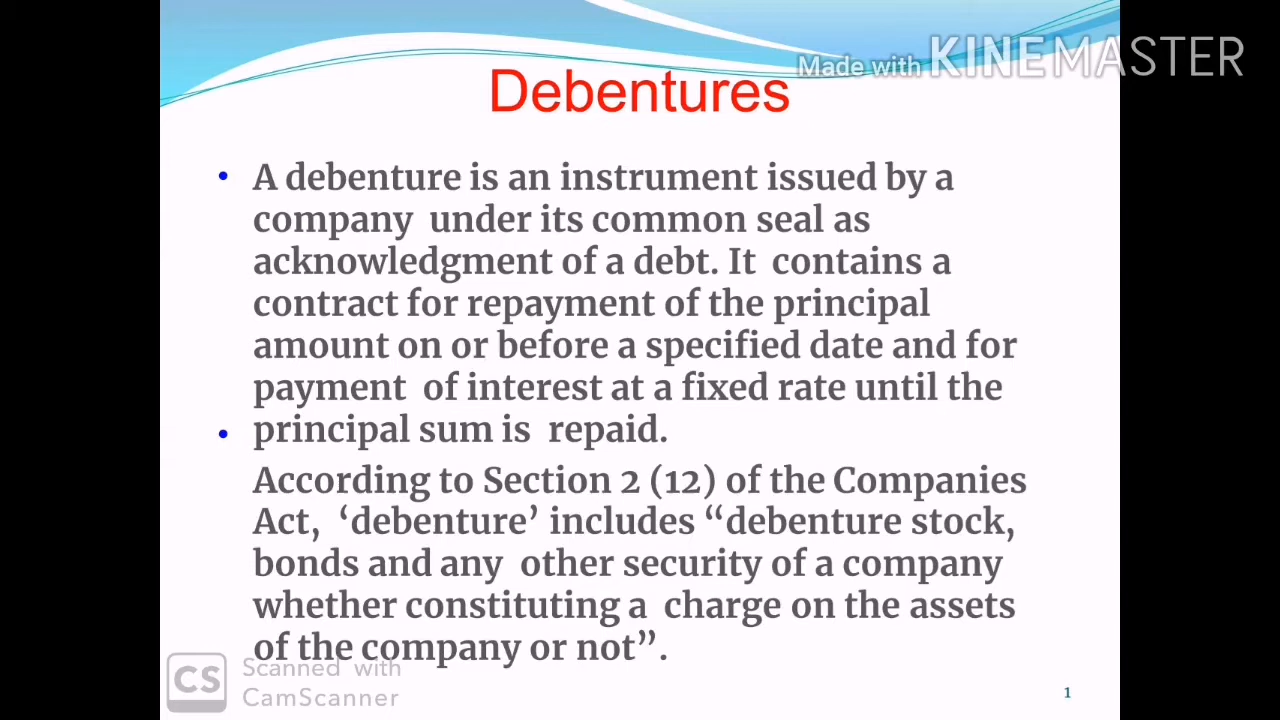 Made with KINEMASTER
Debentures
• A debenture is an instrument issued by a
company under its common seal as
acknowledgment of a debt. It contains a
contract for repayment of the principal
amount on or before a specified date and for
payment of interest at a fixed rate until the
• principal sum is repaid.
According to Section 2 (12) of the Companies
Act, ‘debenture’ includes “debenture stock,
bonds and any other security of a company
whether constituting a charge on the assets
of the company or not”.
CS Scanned with
CamScanner
1